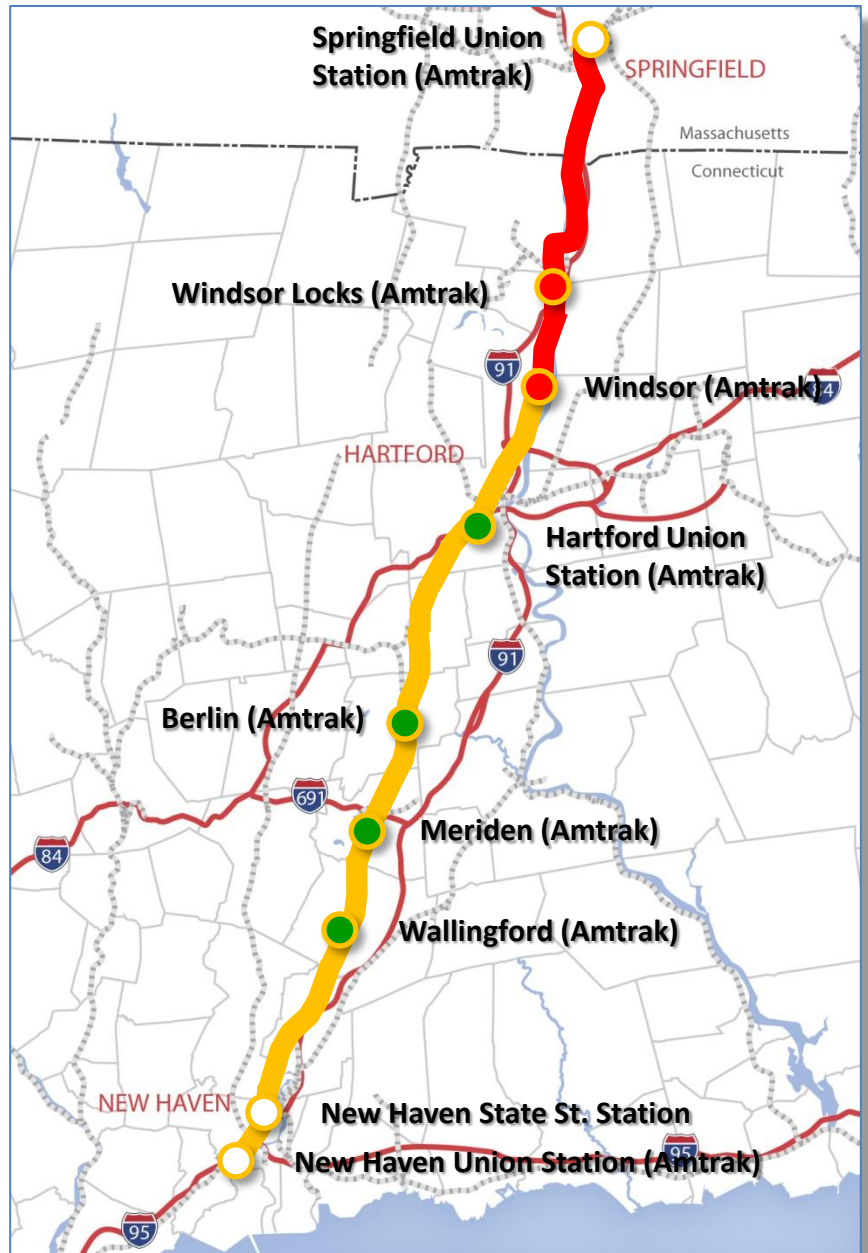 Springfield Union
Station (Amtrak)
SPRINGFIELD
Massachusetts
Connecticut
Windsor Locks (Amtrak)
91
Windsor (Amtrak)
84
HARTFORD
Hartford Union
Station (Amtrak)
91
Berlin (Amtrak)
691
Meriden (Amtrak)
84
Wallingford (Amtrak)
NEW HAVEN
New Haven State St. Station
95
New Haven Union Station (Amtrak)
95